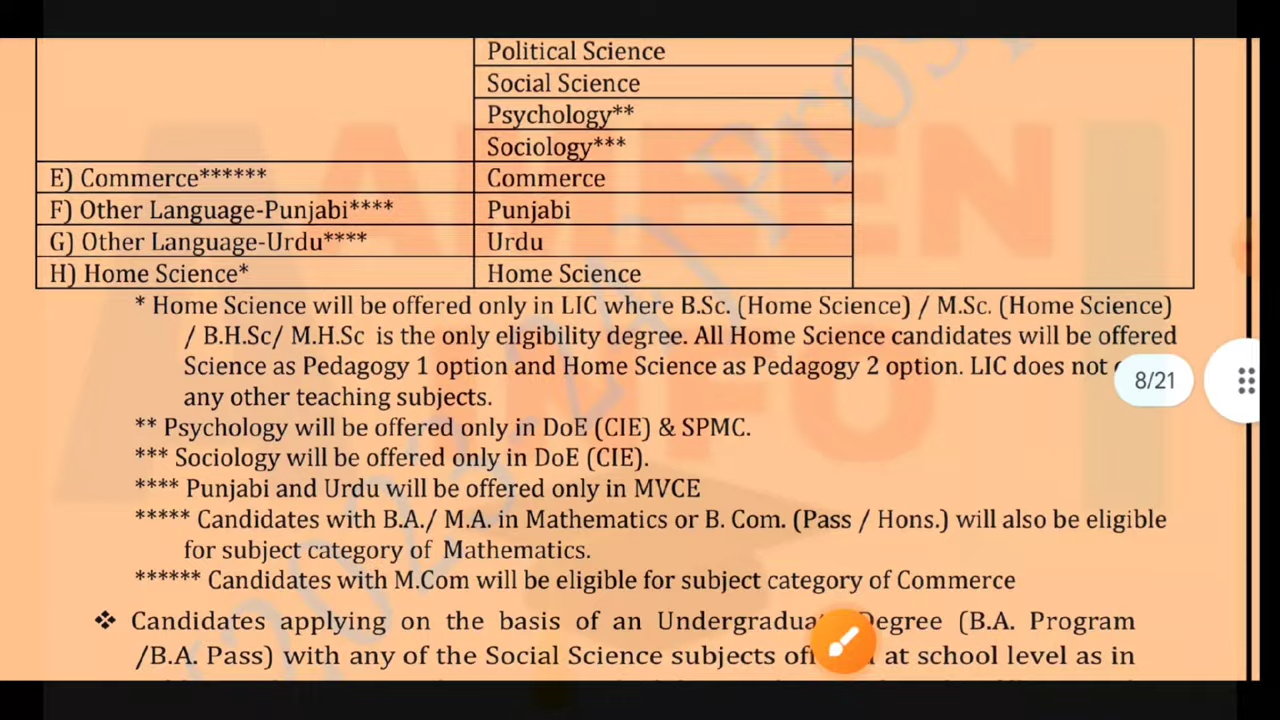 Political Science
Social Science
Psychology**
Sociology***
E) Commerce****** Commerce
F) Other Language-Punjabi**** Punjabi
G) Other Language-Urdu**** Urdu
H) Home Science* Home Science
* Home Science will be offered only in LIC where B.Sc. (Home Science) / M.Sc. (Home Science)
/ B.H.Sc/ M.H.Sc is the only eligibility degree. All Home Science candidates will be offered
Science as Pedagogy 1 option and Home Science as Pedagogy 2 option. LIC does not
any other teaching subjects.
8/21
** Psychology will be offered only in DoE (CIE) & SPMC.
*** Sociology will be offered only in DoE (CIE).
**** Punjabi and Urdu will be offered only in MVCE
***** Candidates with B.A./ M.A. in Mathematics or B. Com. (Pass / Hons.) will also be eligible
for subject category of Mathematics.
****** Candidates with M.Com will be eligible for subject category of Commerce
❖ Candidates applying on the basis of an Undergraduate Degree (B.A. Program
/B.A. Pass) with any of the Social Science subjects at school level as in